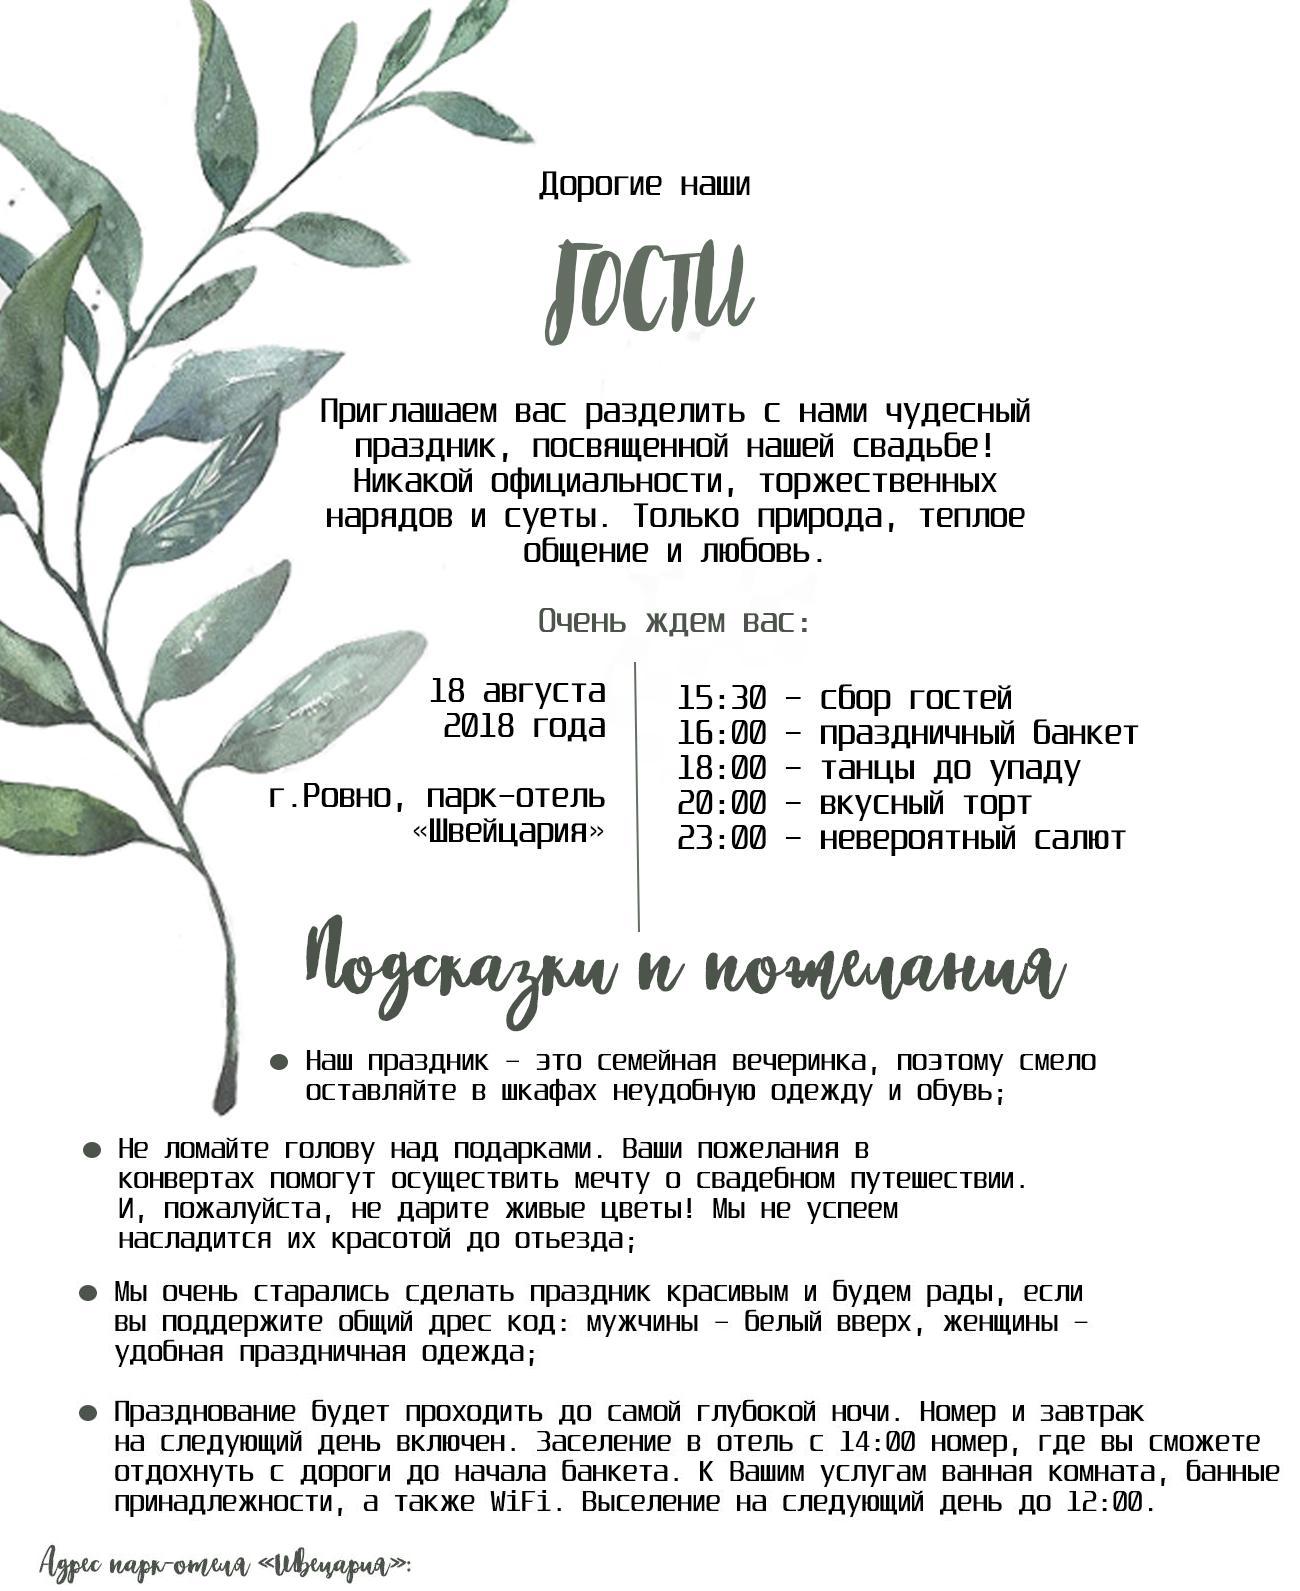 Дорогие наши
ГОСТИ
Приглашаем вас разделить с нами чудесный
праздник, посвященной нашей свадьбе!
Никакой официальности, торжественных
нарядов и суеты. Только природа, теплое
общение и любовь.
Очень ждем вас:
18 августа
2018 года
г.Ровно, парк-отель
«Швейцария»
15:30 – сбор гостей
16:00 – праздничный банкет
18:00 – танцы до упаду
20:00 – вкусный торт
23:00 – невероятный салют
Подсказки и пожелания
• Наш праздник – это семейная вечеринка, поэтому смело
оставляйте в шкафах неудобную одежду и обувь;
• Не ломайте голову над подарками. Ваши пожелания в
конвертах помогут осуществить мечту о свадебном путешествии.
И, пожалуйста, не дарите живые цветы! Мы не успеем
насладится их красотой до отьезда;
• Мы очень старались сделать праздник красивым и будем рады, если
вы поддержите общий дрес код: мужчины – белый вверх, женщины –
удобная праздничная одежда;
• Празднование будет проходить до самой глубокой ночи. Номер и завтрак
на следующий день включен. Заселение в отель с 14:00 номер, где вы сможете
отдохнуть с дороги до начала банкета. К Вашим услугам ванная комната, банные
принадлежности, а также WiFi. Выселение на следующий день до 12:00.
Адрес парк-отеля «Швецария»: